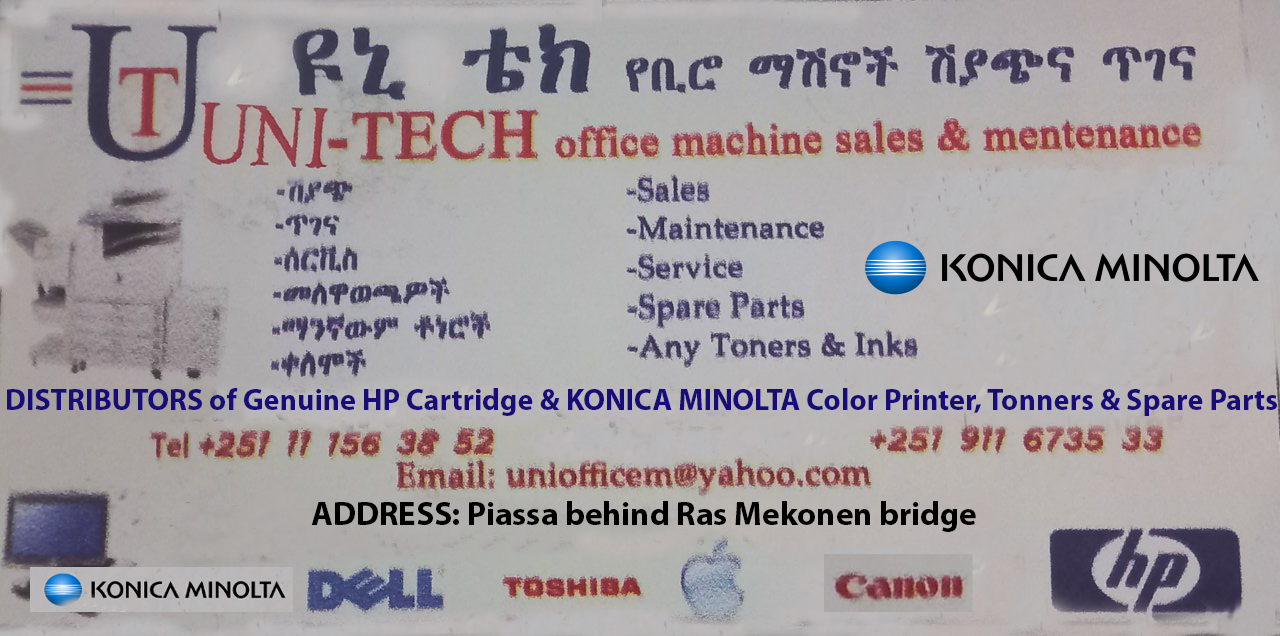 UT
ዩኒ ቴክ የቢሮ ማሽኖች ሽያጭና ጥገና
UNI-TECH office machine sales & mentenance
-ሽያጭ
-ጥገና
-ሰርቪስ
-መለዋወጫዎች
-ማንኛውም ቶነሮች
-ቀለሞች
-Sales
-Maintenance
-Service
-Spare Parts
-Any Toners & Inks
KONICA MINOLTA
DISTRIBUTORS of Genuine HP Cartridge & KONICA MINOLTA Color Printer, Tonners & Spare Parts
Tel +251 11 156 38 52 +251 911 6735 33
Email: uniofficem@yahoo.com
ADDRESS: Piassa behind Ras Mekonen bridge
KONICA MINOLTA DELL TOSHIBA Canon hp